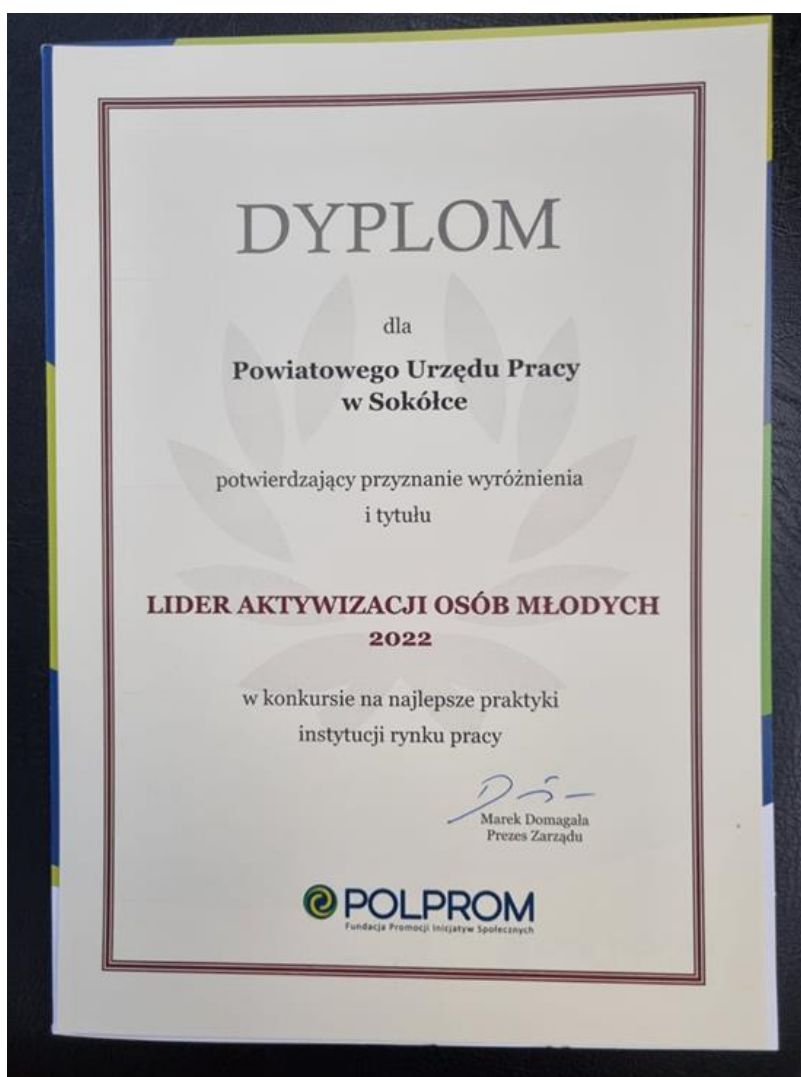 DYPLOM
dla
Powiatowego Urzędu Pracy
w Sokółce
potwierdzający przyznanie wyróżnienia
i tytułu
LIDER AKTYWIZACJI OSÓB MŁODYCH
2022
w konkursie na najlepsze praktyki
instytucji rynku pracy
Marek Domagała
Prezes Zarządu
POLPROM
Fundacja Promocji Inicjatyw Społecznych